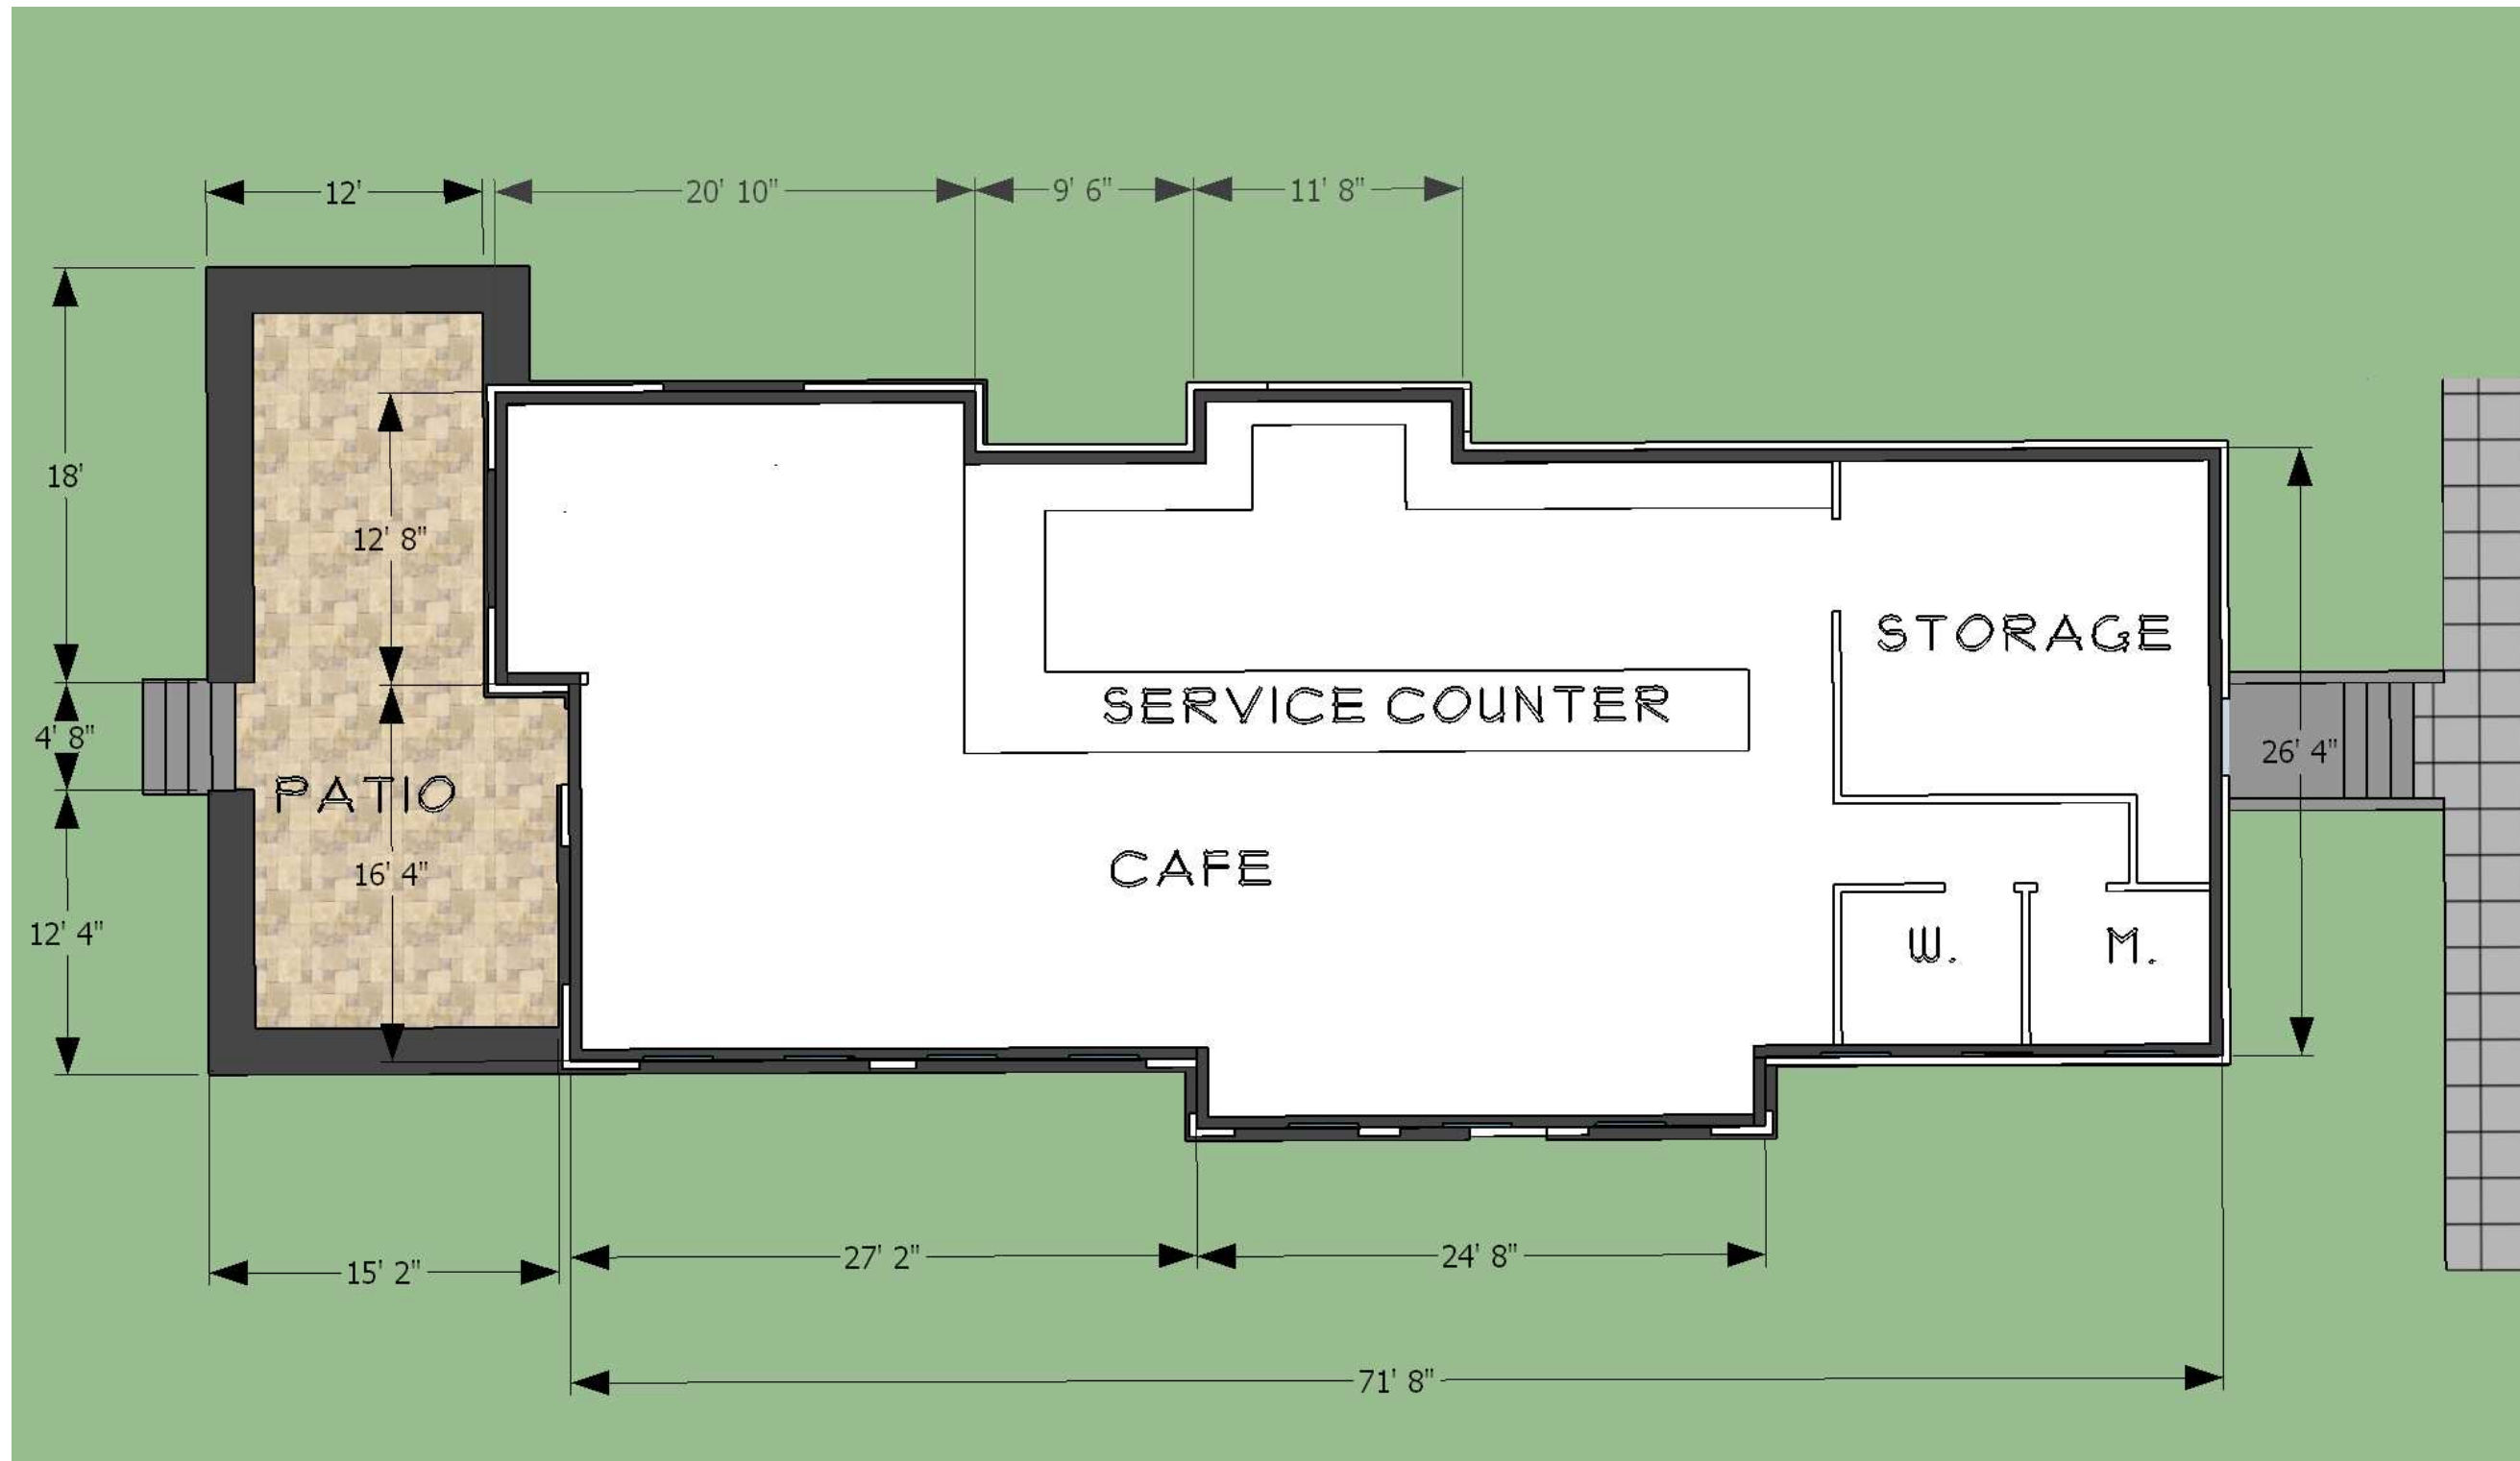 12' 20' 10" 9' 6" 11' 8"
18'
12' 8"
STORAGE
SERVICE COUNTER
4' 8"
26' 4"
PATIO
16' 4"
CAFE
12' 4"
W. M.
27' 2" 24' 8"
15' 2"
71' 8"